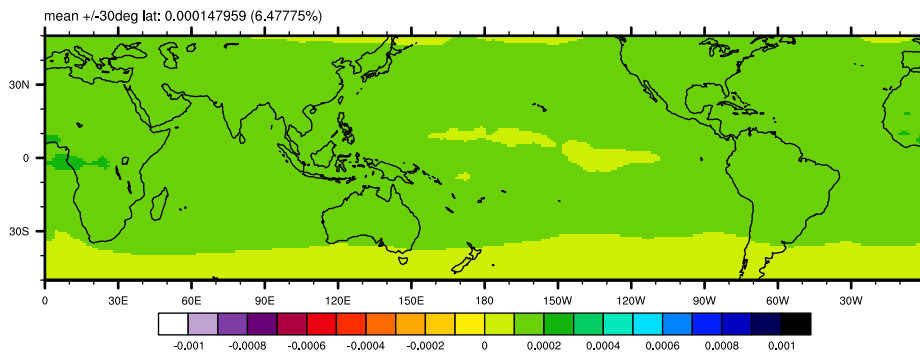 mean +/-30deg lat: 0.000147959 (6.47775%)
30N
0
30S
0 30E 60E 90E 120E 150E 180 150W 120W 90W 60W 30W
-0.001 -0.0008 -0.0006 -0.0004 -0.0002 0 0.0002 0.0004 0.0006 0.0008 0.001